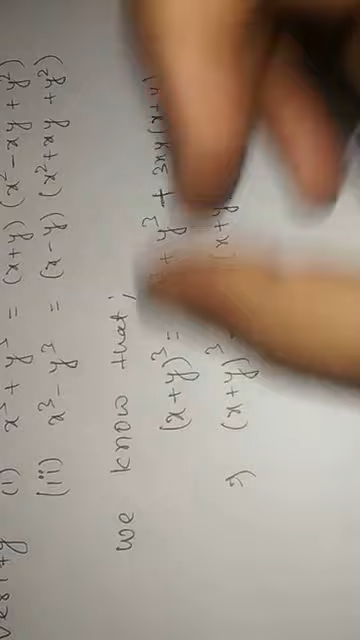 (i) x³ + y³ = (x+y) (x² - xy + y²)
(ii) x³ - y³ = (x-y) (x² + xy + y²)
we know that,
(x+y)³ = + y³ + 3xy(x+y)
⇒ (x+y)³ (x+y